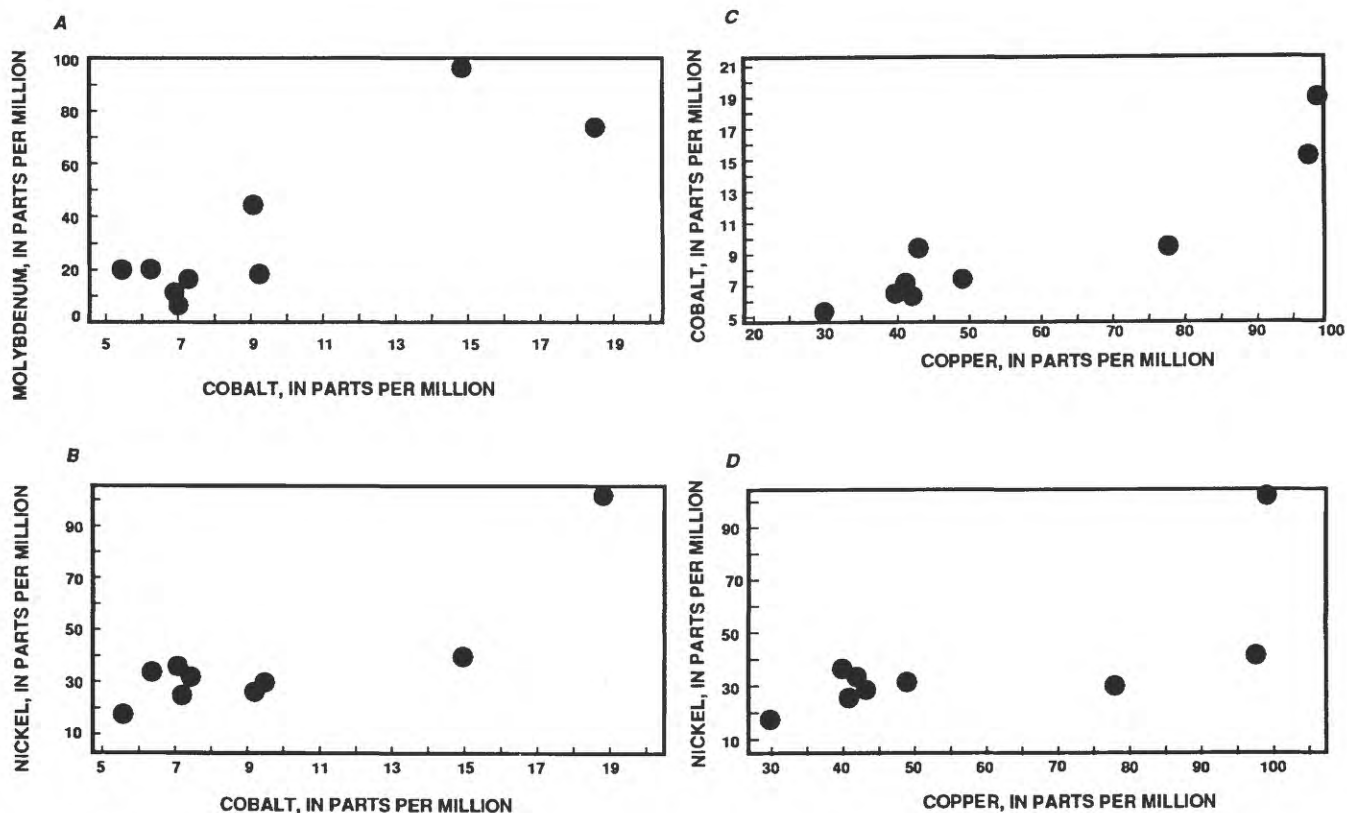 A
MOLYBDENUM, IN PARTS PER MILLION
100
80
60
40
20
0
5 7 9 11 13 15 17 19
COBALT, IN PARTS PER MILLION
C
COBALT, IN PARTS PER MILLION
21
19
17
15
13
11
9
7
5
20 30 40 50 60 70 80 90 100
COPPER, IN PARTS PER MILLION
B
NICKEL, IN PARTS PER MILLION
90
70
50
30
10
5 7 9 11 13 15 17 19
COBALT, IN PARTS PER MILLION
D
NICKEL, IN PARTS PER MILLION
90
70
50
30
10
30 40 50 60 70 80 90 100
COPPER, IN PARTS PER MILLION